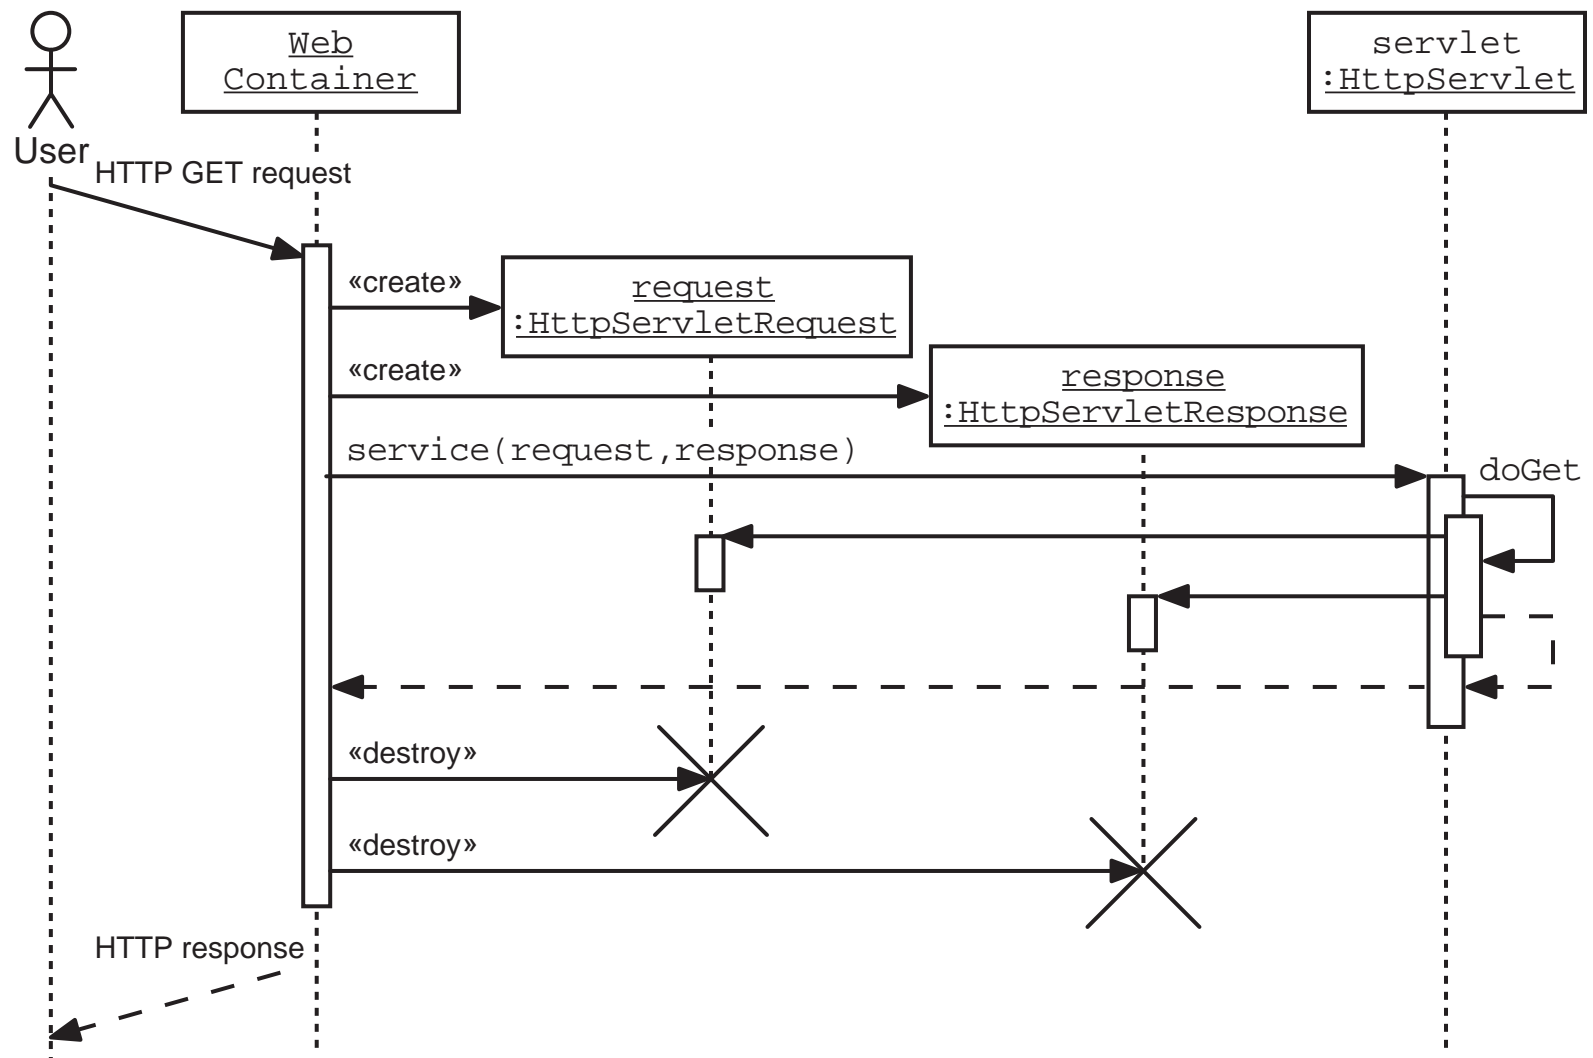 Web
Container
servlet
:HttpServlet
User
HTTP GET request
«create»
request
:HttpServletRequest
«create»
response
:HttpServletResponse
service(request,response)
doGet
«destroy»
«destroy»
HTTP response